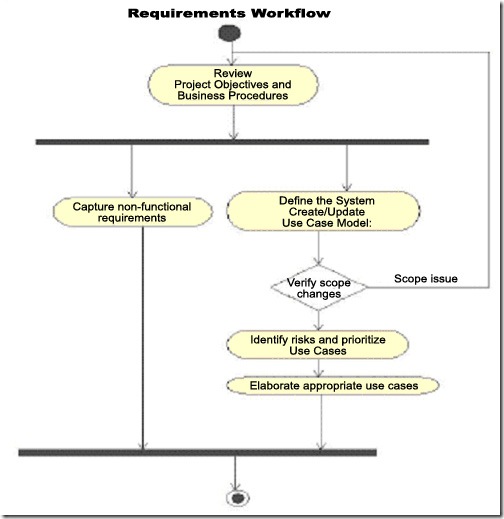 Requirements Workflow
Review
Project Objectives and
Business Procedures
Capture non-functional
requirements
Define the System
Create/Update
Use Case Model:
Verify scope
changes
Scope issue
Identify risks and prioritize
Use Cases
Elaborate appropriate use cases